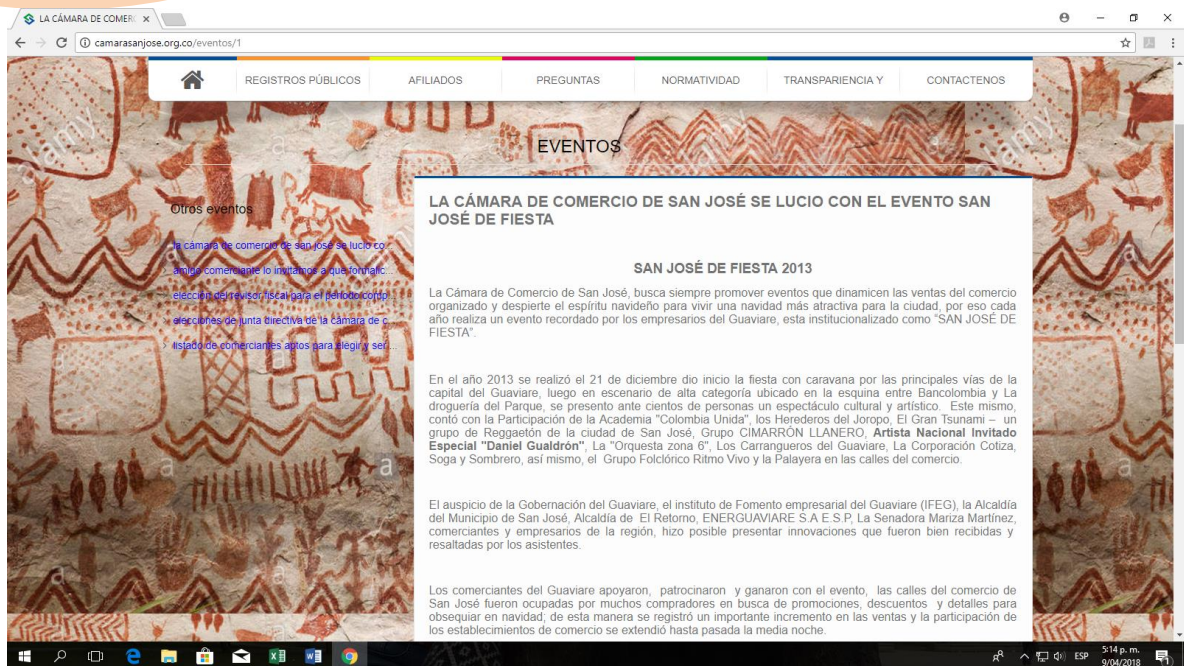 LA CÁMARA DE COMERC
camarasanjose.org.co/eventos/1
REGISTROS PÚBLICOS
AFILIADOS
PREGUNTAS
NORMATIVIDAD
TRANSPARIENCIA Y
CONTACTENOS
EVENTOS
Otros eventos
la cámara de comercio de san josé se lucio co...
amigo comerciante lo invitamos a que formalic...
elección del revisor fiscal para el período comp...
elecciones de junta directiva de la cámara de c...
listado de comerciantes aptos para elegir y ser...
LA CÁMARA DE COMERCIO DE SAN JOSÉ SE LUCIO CON EL EVENTO SAN
JOSÉ DE FIESTA
SAN JOSÉ DE FIESTA 2013
La Cámara de Comercio de San José, busca siempre promover eventos que dinamicen las ventas del comercio
organizado y despierte el espíritu navideño para vivir una navidad más atractiva para la ciudad, por eso cada
año realiza un evento recordado por los empresarios del Guaviare, esta institucionalizado como “SAN JOSÉ DE
FIESTA”.
En el año 2013 se realizó el 21 de diciembre dio inicio la fiesta con caravana por las principales vías de la
capital del Guaviare, luego en escenario de alta categoría ubicado en la esquina entre Bancolombia y La
droguería del Parque, se presento ante cientos de personas un espectáculo cultural y artístico. Este mismo,
contó con la Participación de la Academia "Colombia Unida", los Herederos del Joropo, El Gran Tsunami – un
grupo de Reggaetón de la ciudad de San José, Grupo CIMARRÓN LLANERO, Artista Nacional Invitado
Especial "Daniel Gualdrón", La "Orquesta zona 6", Los Carrangueros del Guaviare, La Corporación Cotiza,
Soga y Sombrero, así mismo, el Grupo Folclórico Ritmo Vivo y la Palayera en las calles del comercio.
El auspicio de la Gobernación del Guaviare, el instituto de Fomento empresarial del Guaviare (IFEG), la Alcaldía
del Municipio de San José, Alcaldía de El Retorno, ENERGUAVIARE S.A E.S.P, La Senadora Mariza Martínez,
comerciantes y empresarios de la región, hizo posible presentar innovaciones que fueron bien recibidas y
resaltadas por los asistentes.
Los comerciantes del Guaviare apoyaron, patrocinaron y ganaron con el evento, las calles del comercio de
San José fueron ocupadas por muchos compradores en busca de promociones, descuentos y detalles para
obsequiar en navidad; de esta manera se registró un importante incremento en las ventas y la participación de
los establecimientos de comercio se extendió hasta pasada la media noche.
alamy
alamy
alamy
alamy
ESP
5:14 p. m.
9/04/2018